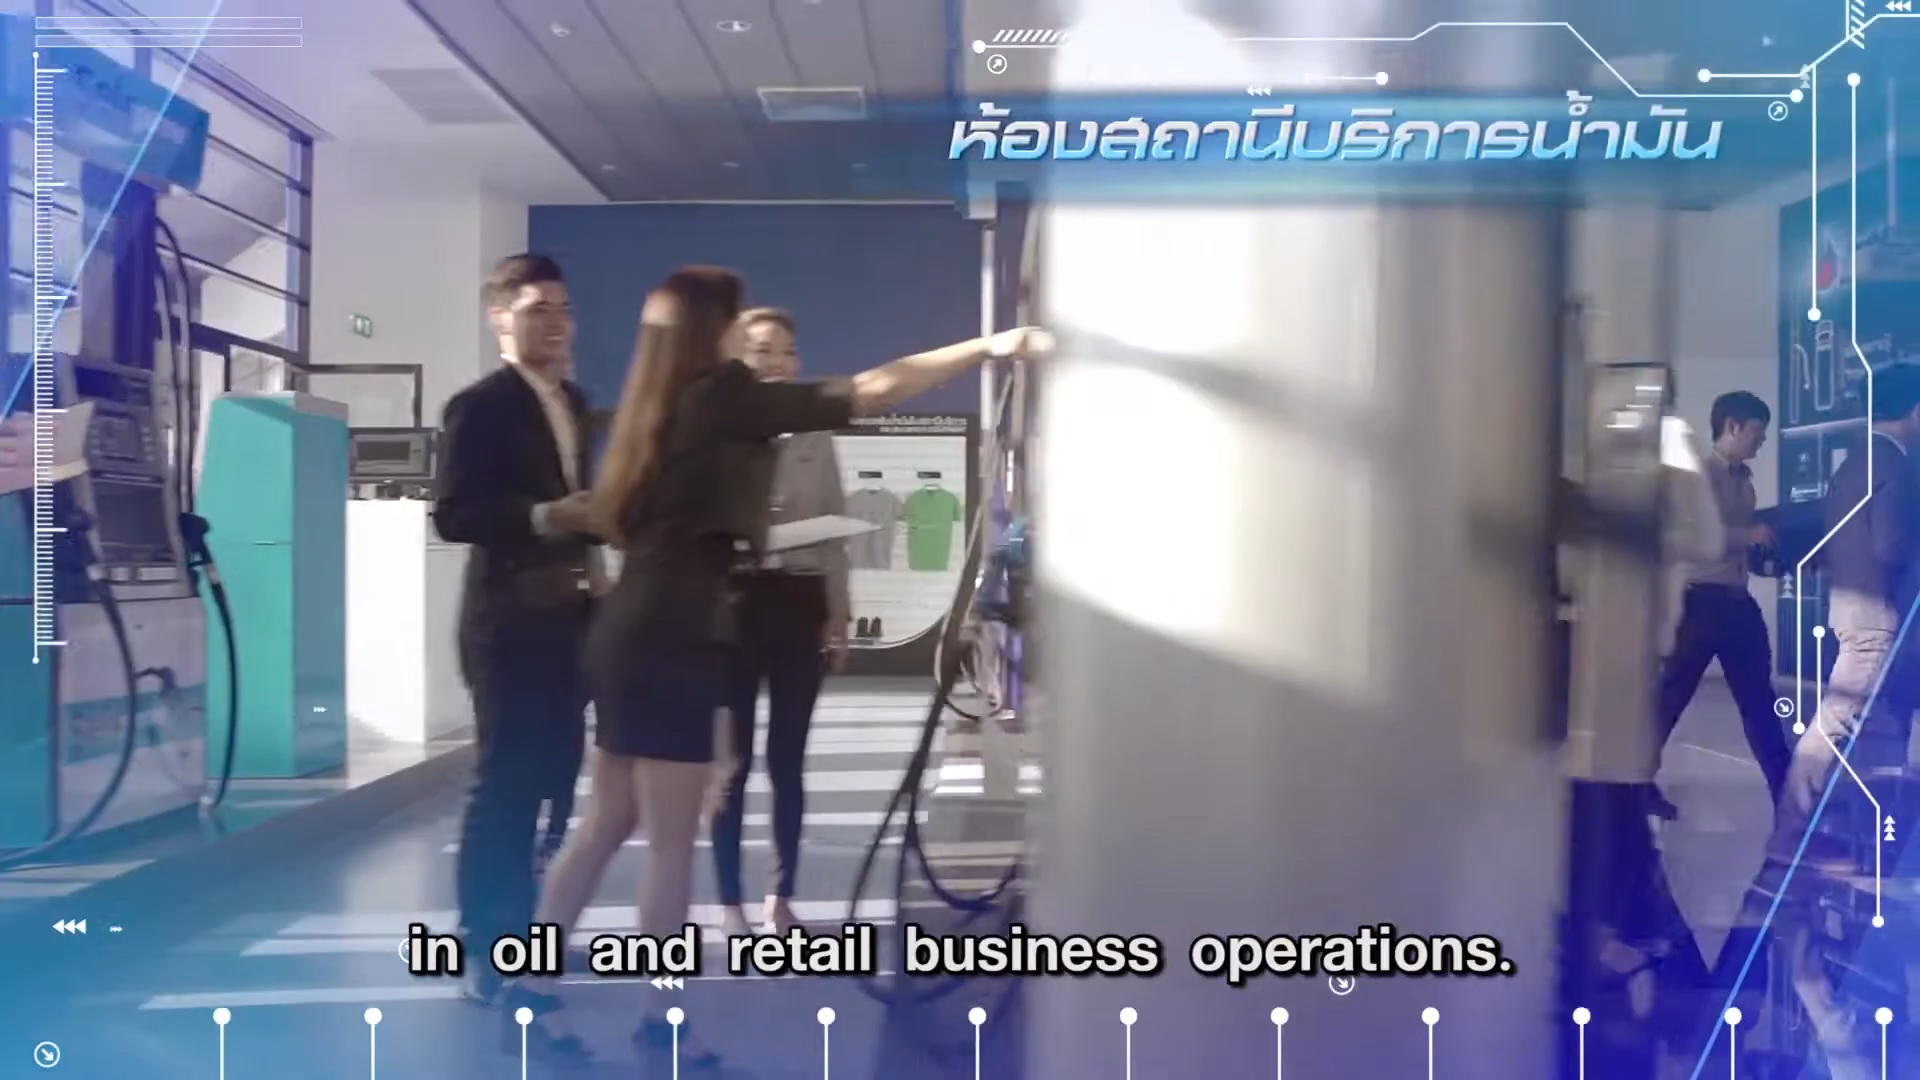 ห้องสถานีบริการน้ำมัน
in oil and retail business operations.